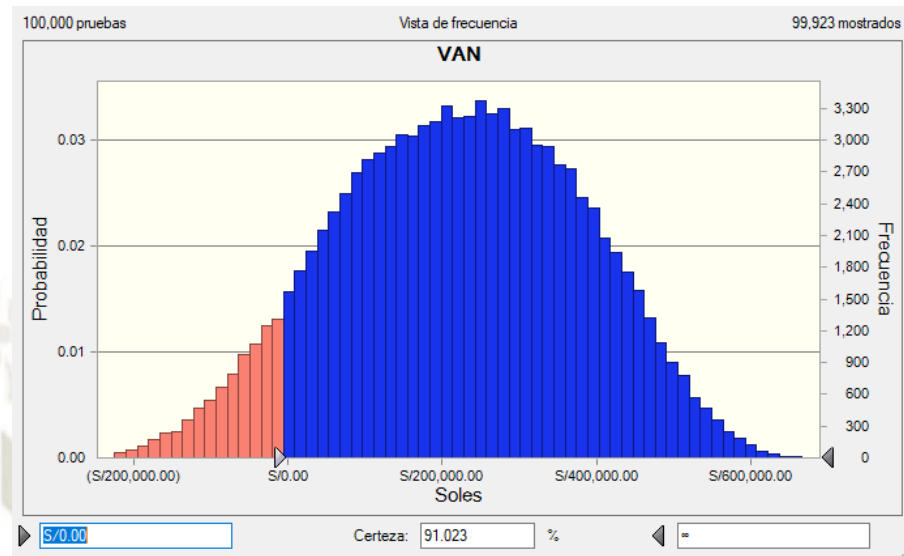 100,000 pruebas Vista de frecuencia 99,923 mostrados
VAN
Probabilidad
0.03
0.02
0.01
0.00
3,300
3,000
2,700
2,400
2,100
1,800
1,500
1,200
900
600
300
0
Frecuencia
(S/200,000.00) S/0.00 S/200,000.00 S/400,000.00 S/600,000.00
Soles
S/0.00 Certeza: 91.023 % ∞